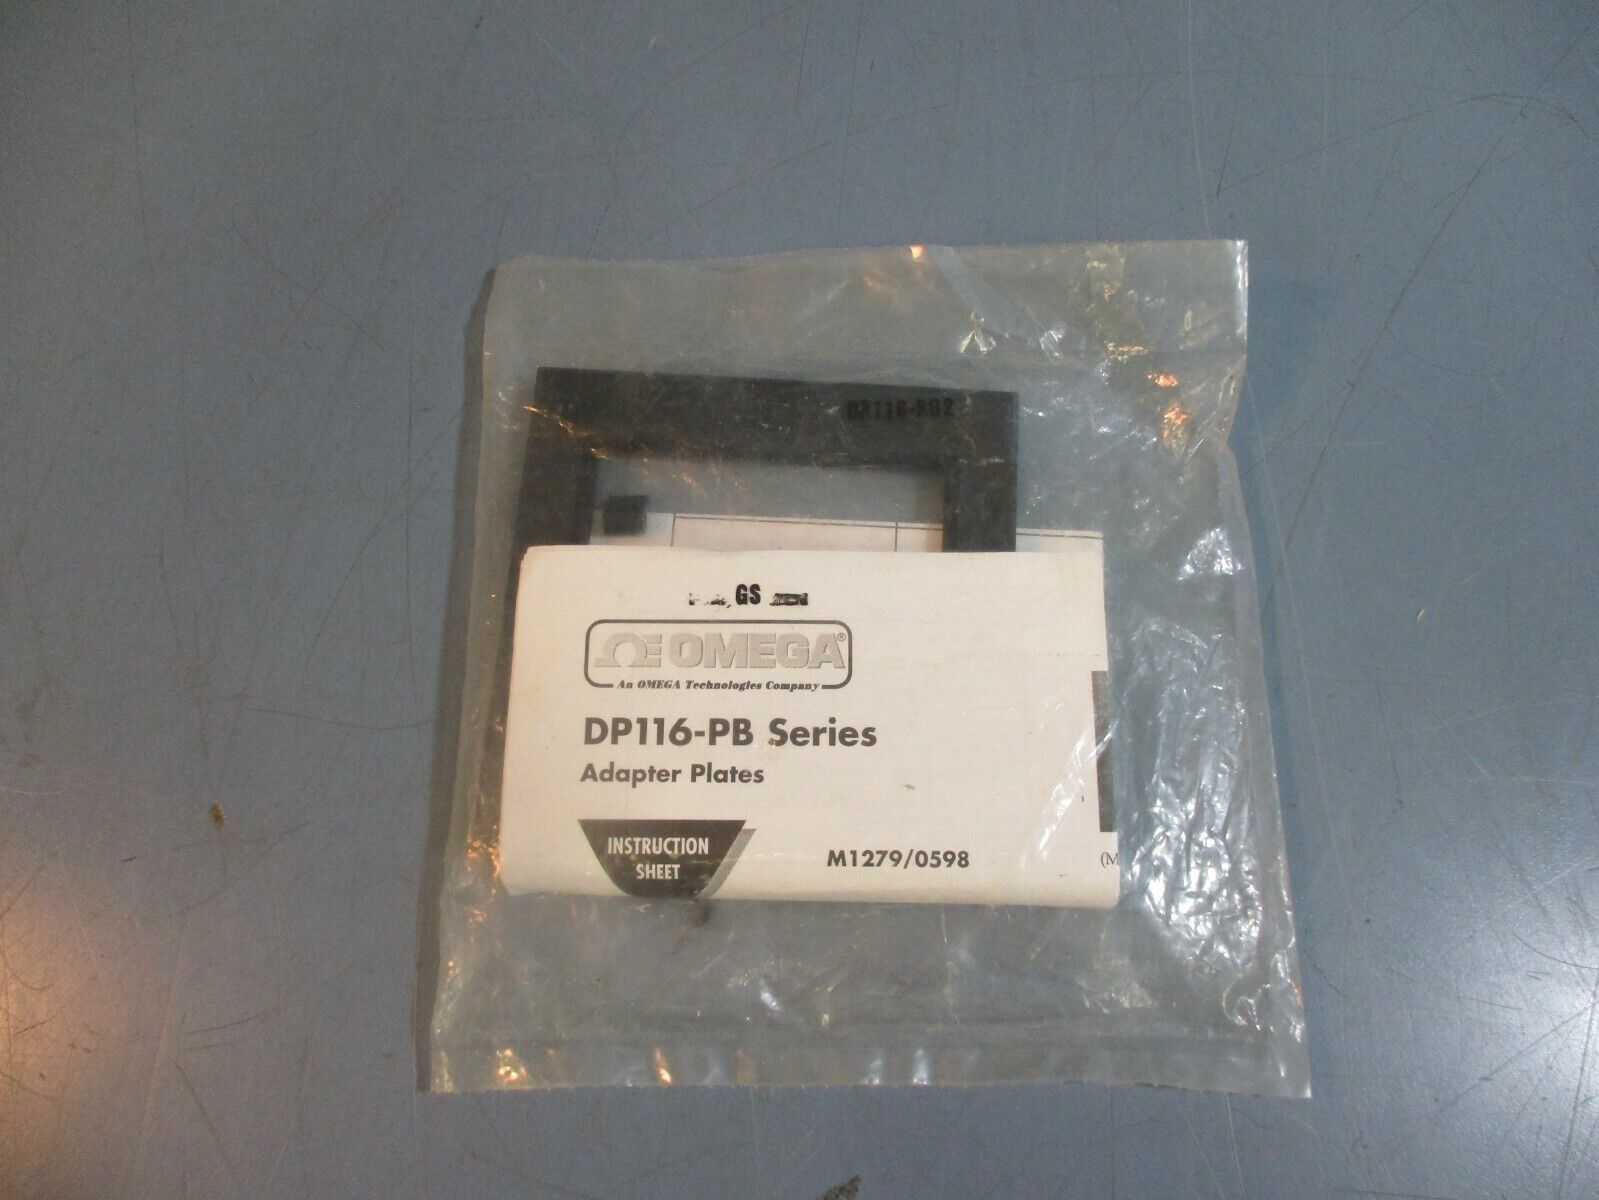 GS
OMEGA®
An OMEGA Technologies Company
DP116-PB Series
Adapter Plates
INSTRUCTION
SHEET
M1279/0598
(M